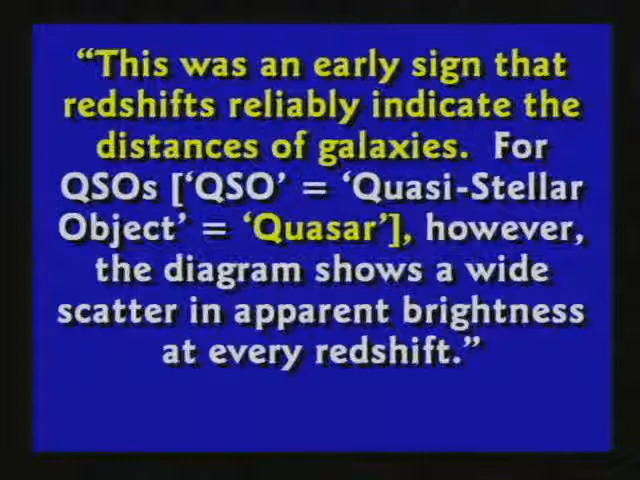 “This was an early sign that
redshifts reliably indicate the
distances of galaxies. For
QSOs [‘QSO’ = ‘Quasi-Stellar
Object’ = ‘Quasar’], however,
the diagram shows a wide
scatter in apparent brightness
at every redshift.”